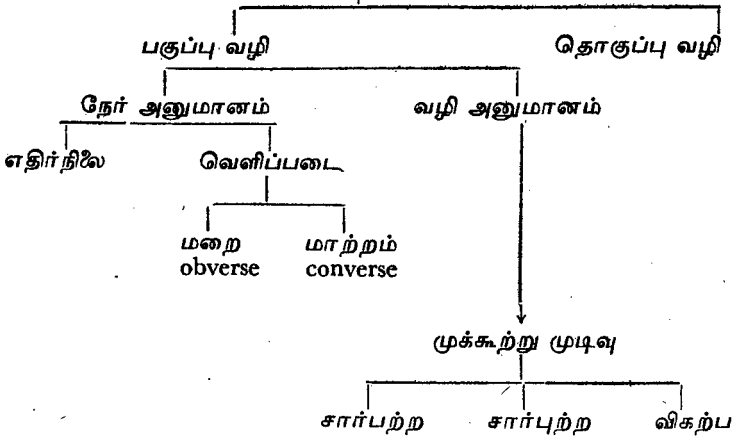 பகுப்பு வழி தொகுப்பு வழி
நேர் அனுமானம் வழி அனுமானம்
எதிர்நிலை வெளிப்படை
மறை மாற்றம்
obverse converse
முக்கூற்று முடிவு
சார்பற்ற சார்புற்ற விகற்ப